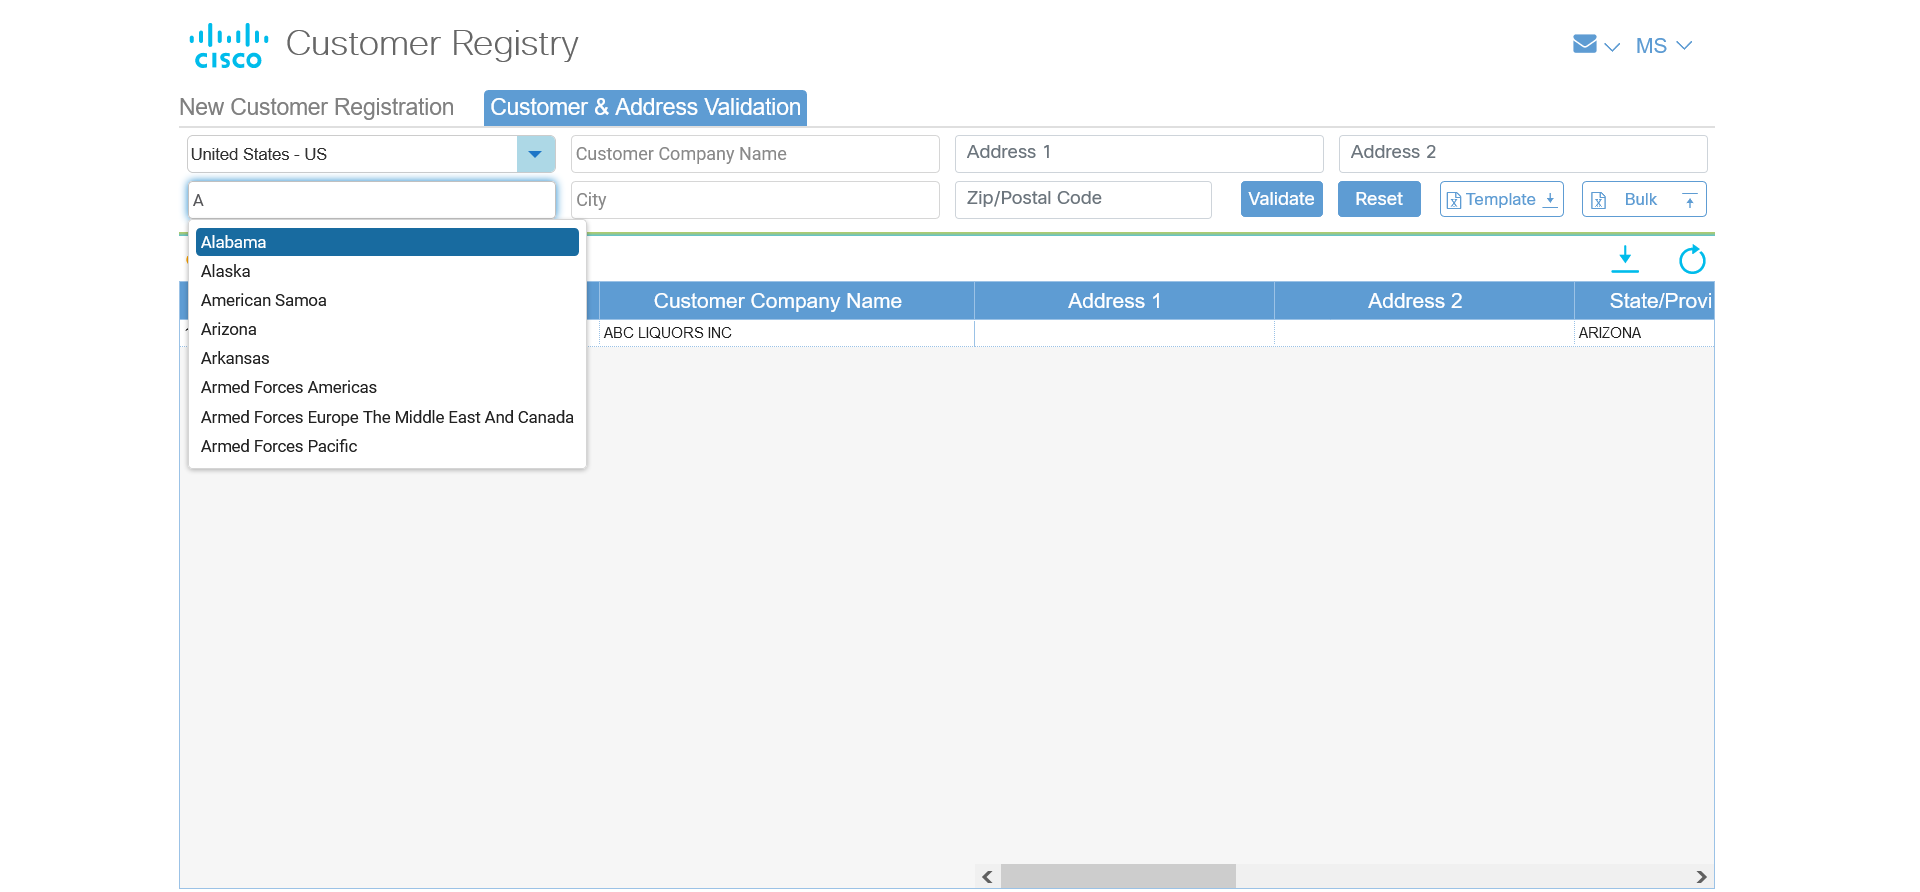 CISCO Customer Registry
MS
New Customer Registration Customer & Address Validation
United States - US Customer Company Name Address 1 Address 2
A City Zip/Postal Code Validate Reset Template Bulk
Alabama
Alaska
American Samoa
Arizona
Arkansas
Armed Forces Americas
Armed Forces Europe The Middle East And Canada
Armed Forces Pacific
Customer Company Name Address 1 Address 2 State/Provi
ABC LIQUORS INC ARIZONA